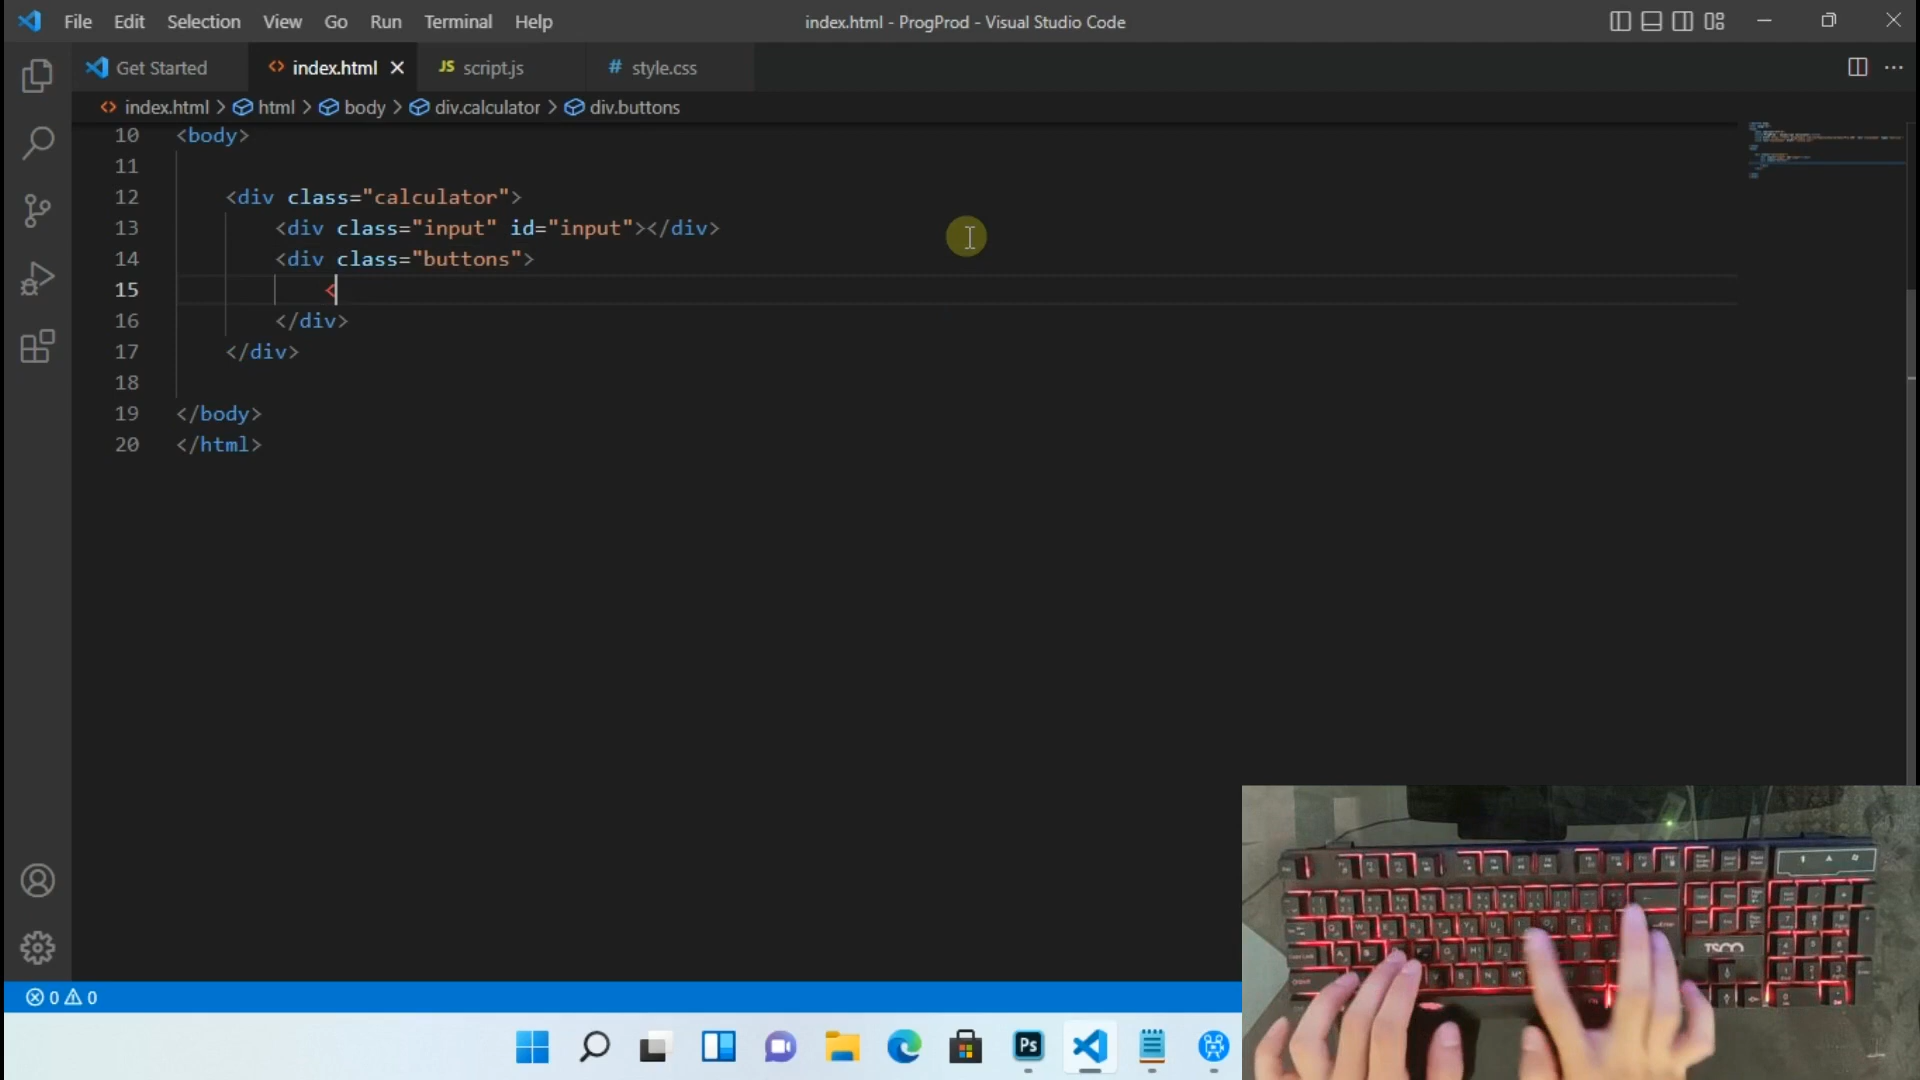 File Edit Selection View Go Run Terminal Help
index.html - ProgProd - Visual Studio Code
Get Started
<> index.html
JS script.js
# style.css
<> index.html > html > body > div.calculator > div.buttons
10 <body>
11
12 <div class="calculator">
13 <div class="input" id="input"></div>
14 <div class="buttons">
15 <
16 </div>
17 </div>
18
19 </body>
20 </html>
0 0
Ps
TSCO